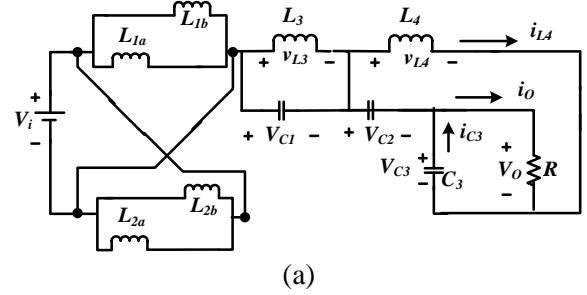 L1b
L1a
L3
L4
iL4
+ vL3 −
+ vL4 −
iO
+
Vi
−
+ VC1 −
+ VC2 −
iC3
L2a
L2b
VC3
+
−
C3
+
VO
−
R
(a)